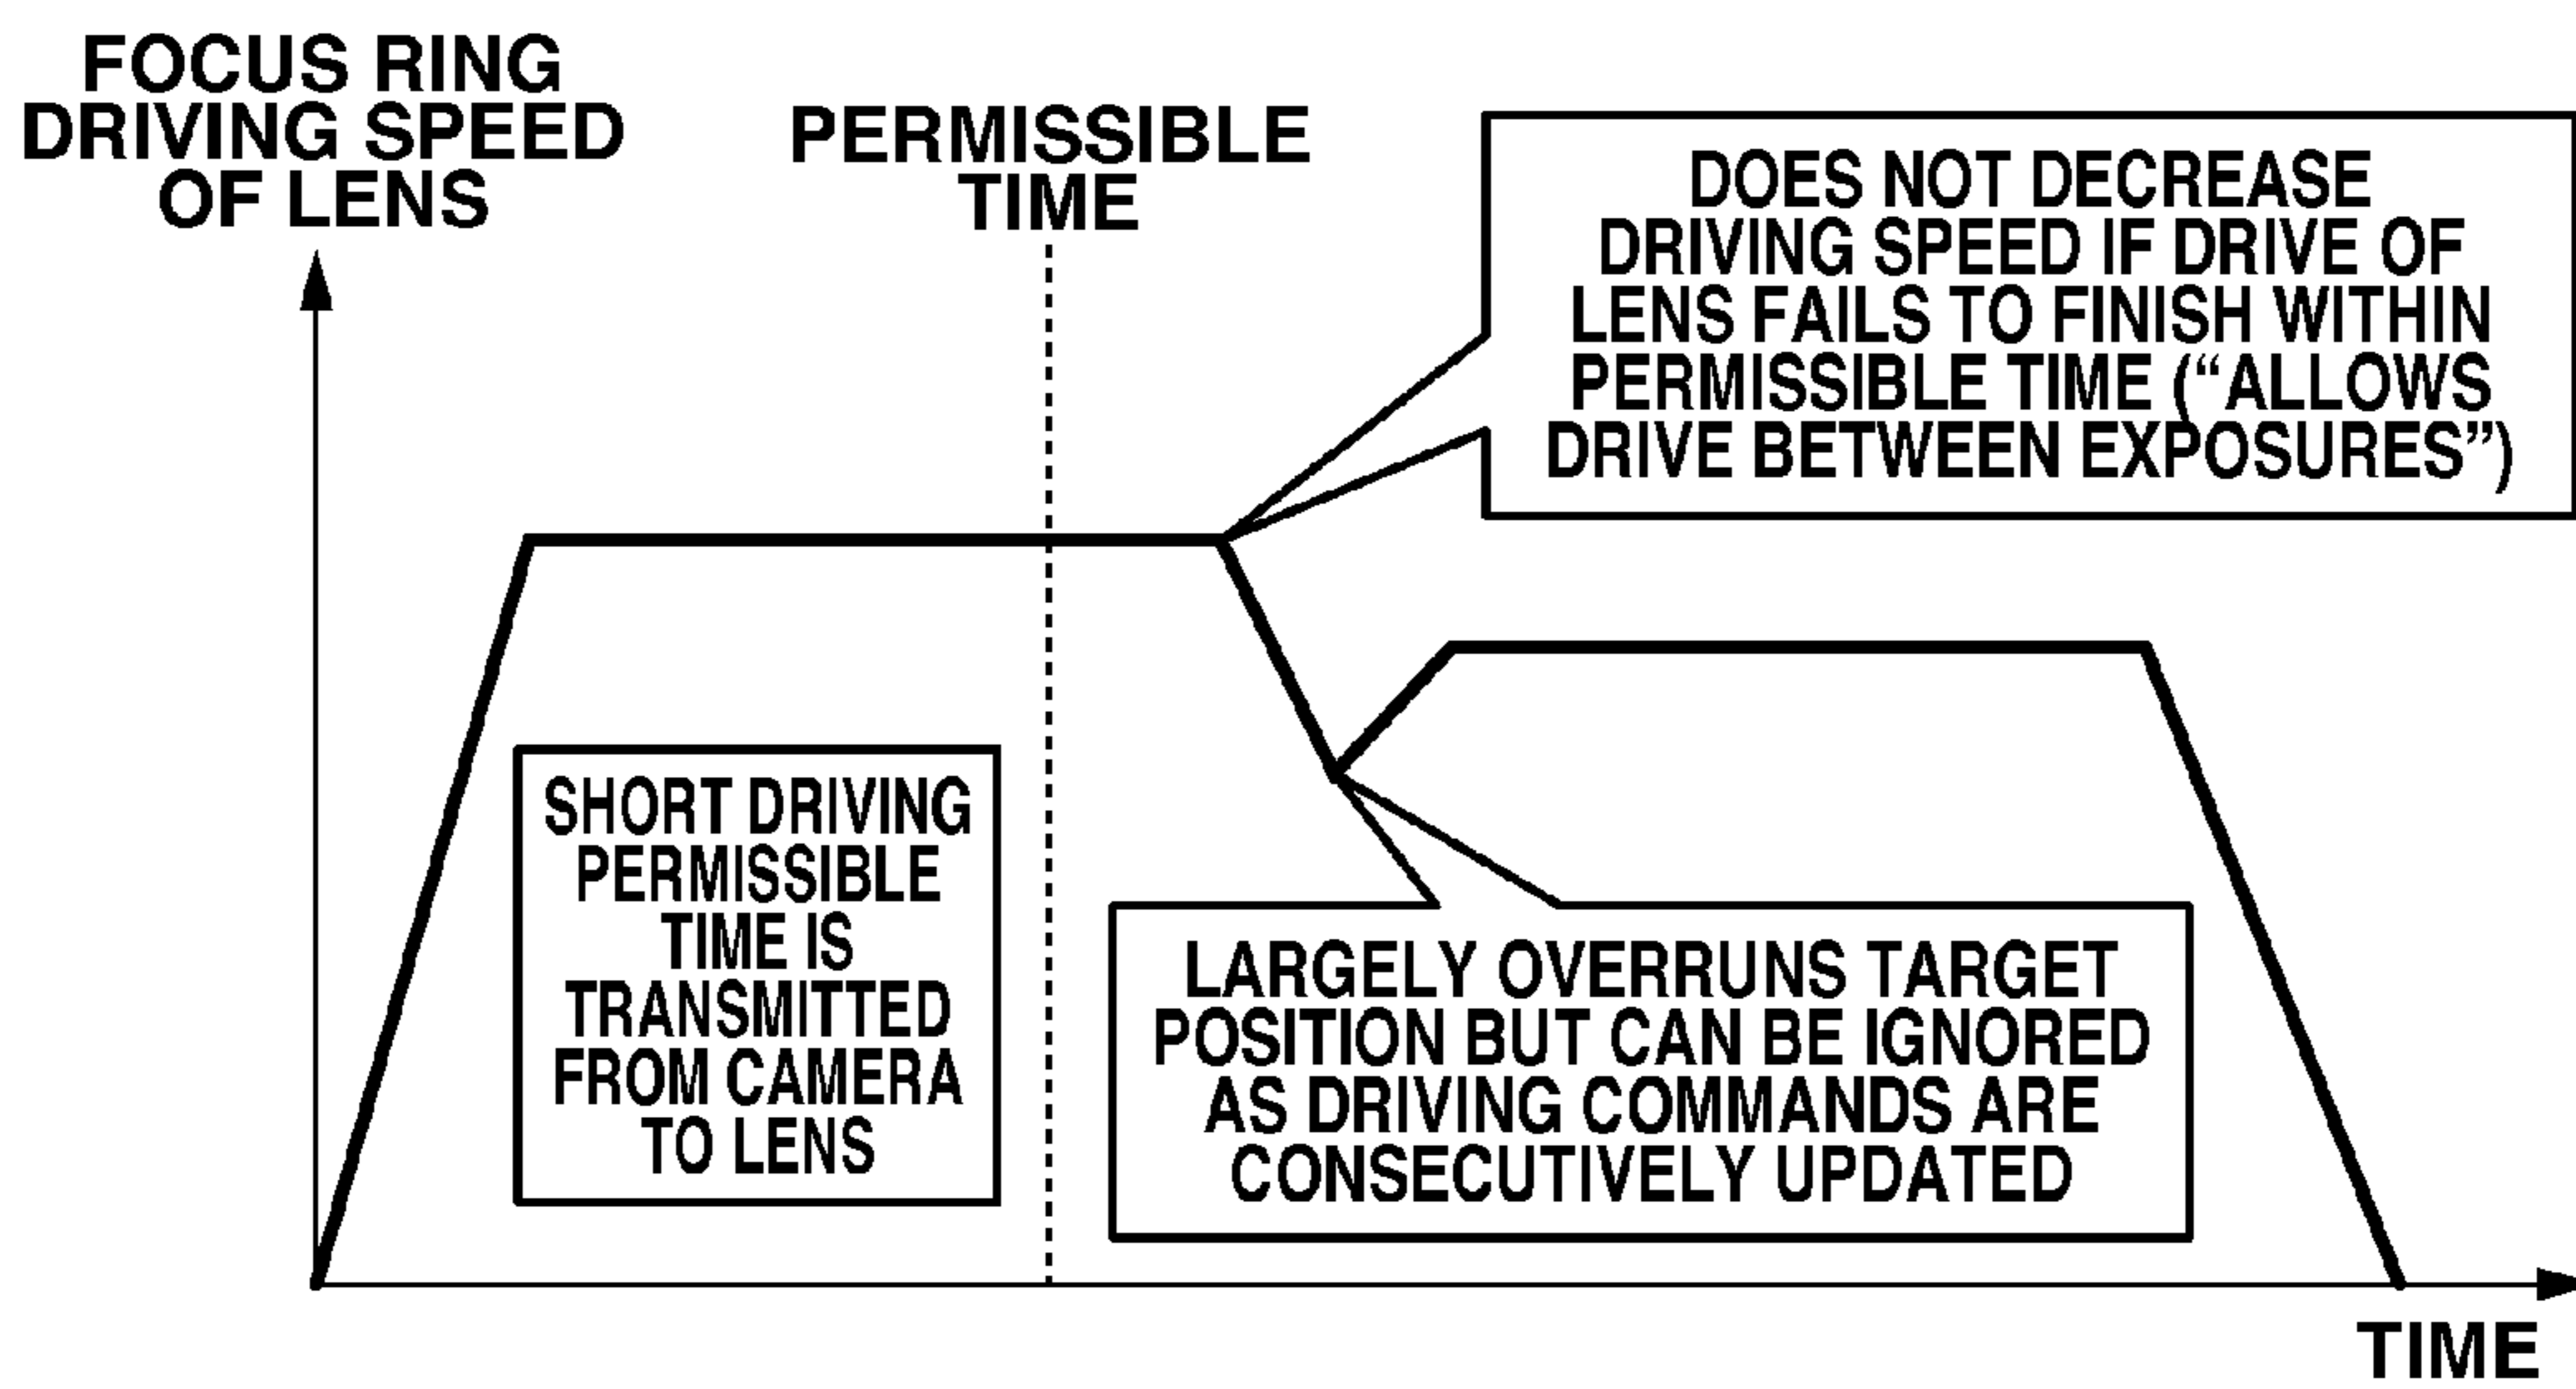 FOCUS RING
DRIVING SPEED
OF LENS
PERMISSIBLE
TIME
DOES NOT DECREASE
DRIVING SPEED IF DRIVE OF
LENS FAILS TO FINISH WITHIN
PERMISSIBLE TIME (“ALLOWS
DRIVE BETWEEN EXPOSURES”)
SHORT DRIVING
PERMISSIBLE
TIME IS
TRANSMITTED
FROM CAMERA
TO LENS
LARGELY OVERRUNS TARGET
POSITION BUT CAN BE IGNORED
AS DRIVING COMMANDS ARE
CONSECUTIVELY UPDATED
TIME